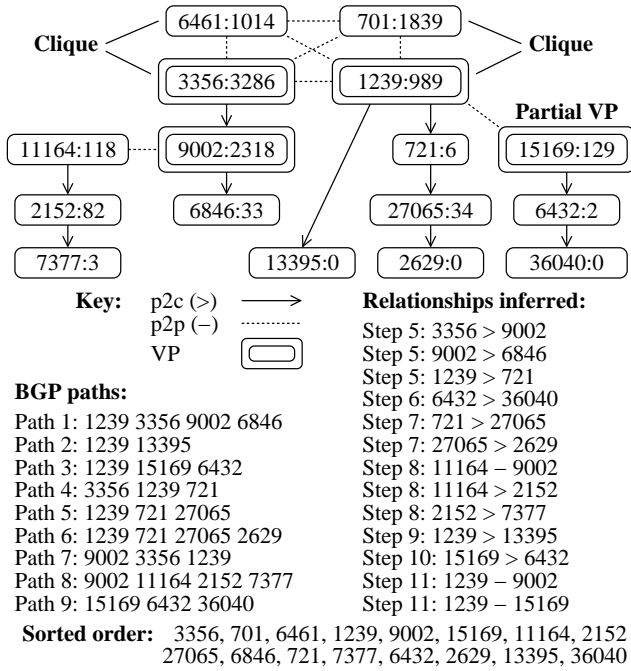 6461:1014 701:1839
Clique Clique
3356:3286 1239:989
Partial VP
11164:118 9002:2318 721:6 15169:129
2152:82 6846:33 27065:34 6432:2
7377:3 13395:0 2629:0 36040:0
Key: p2c (>)
p2p (−)
VP
BGP paths:
Path 1: 1239 3356 9002 6846
Path 2: 1239 13395
Path 3: 1239 15169 6432
Path 4: 3356 1239 721
Path 5: 1239 721 27065
Path 6: 1239 721 27065 2629
Path 7: 9002 3356 1239
Path 8: 9002 11164 2152 7377
Path 9: 15169 6432 36040
Relationships inferred:
Step 5: 3356 > 9002
Step 5: 9002 > 6846
Step 5: 1239 > 721
Step 6: 6432 > 36040
Step 7: 721 > 27065
Step 7: 27065 > 2629
Step 8: 11164 − 9002
Step 8: 11164 > 2152
Step 8: 2152 > 7377
Step 9: 1239 > 13395
Step 10: 15169 > 6432
Step 11: 1239 − 9002
Step 11: 1239 − 15169
Sorted order: 3356, 701, 6461, 1239, 9002, 15169, 11164, 2152
27065, 6846, 721, 7377, 6432, 2629, 13395, 36040